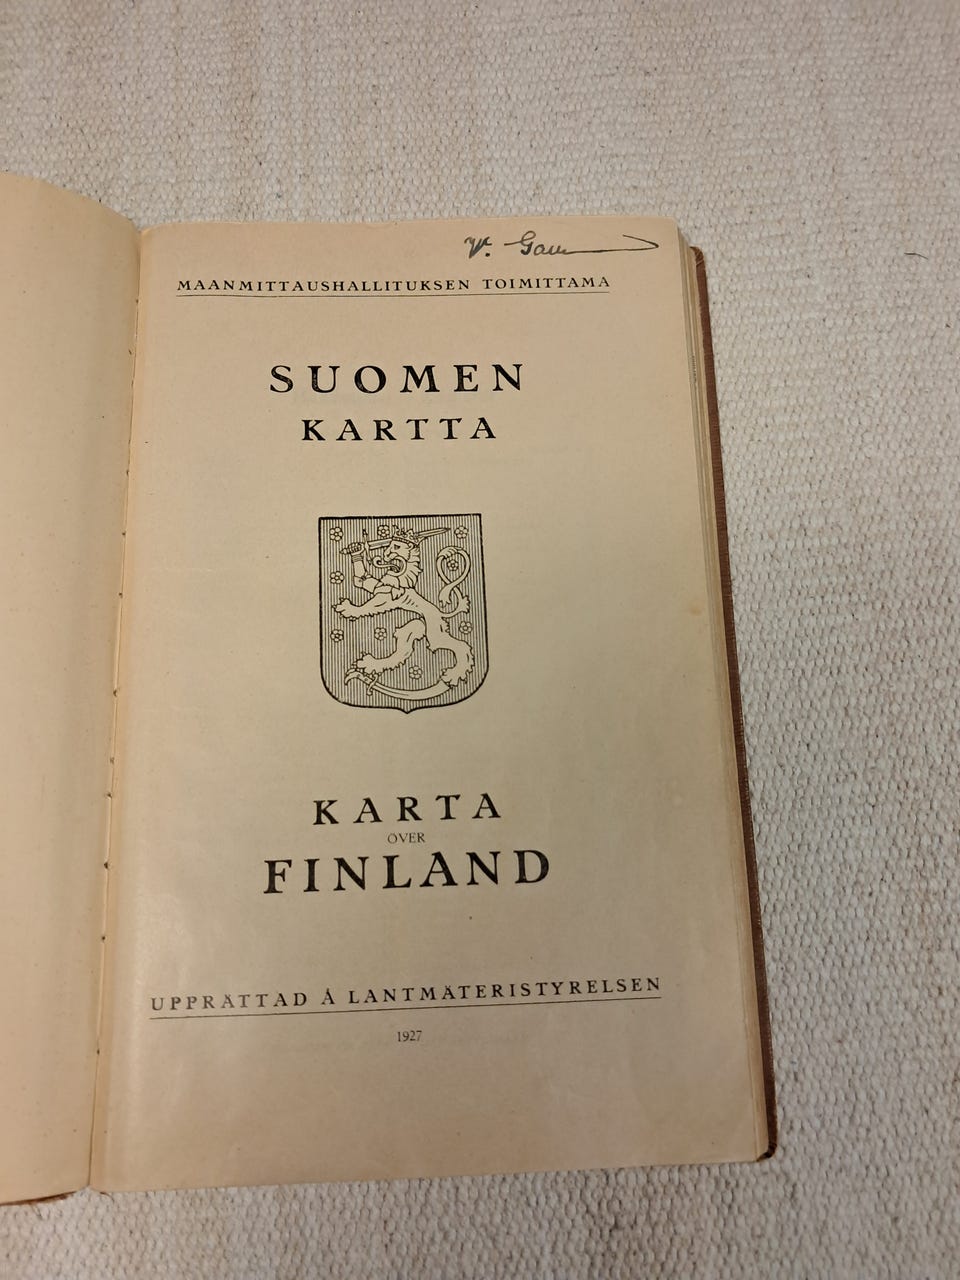 MAANMITTAUSHALLITUKSEN TOIMITTAMA
SUOMEN
KARTTA
KARTA
ÖVER
FINLAND
UPPRÄTTAD Å LANTMÄTERISTYRELSEN
1927